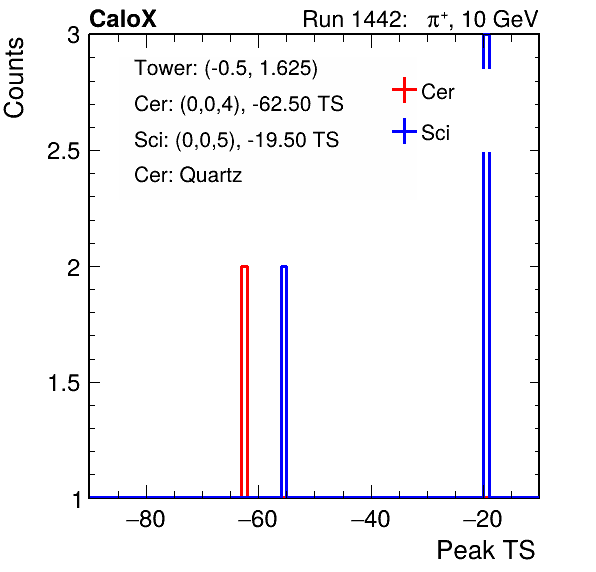 CaloX Run 1442: π+, 10 GeV
Counts
Tower: (-0.5, 1.625)
Cer: (0,0,4), -62.50 TS
Sci: (0,0,5), -19.50 TS
Cer: Quartz
Cer
Sci
3
2.5
2
1.5
1
−80 −60 −40 −20
Peak TS